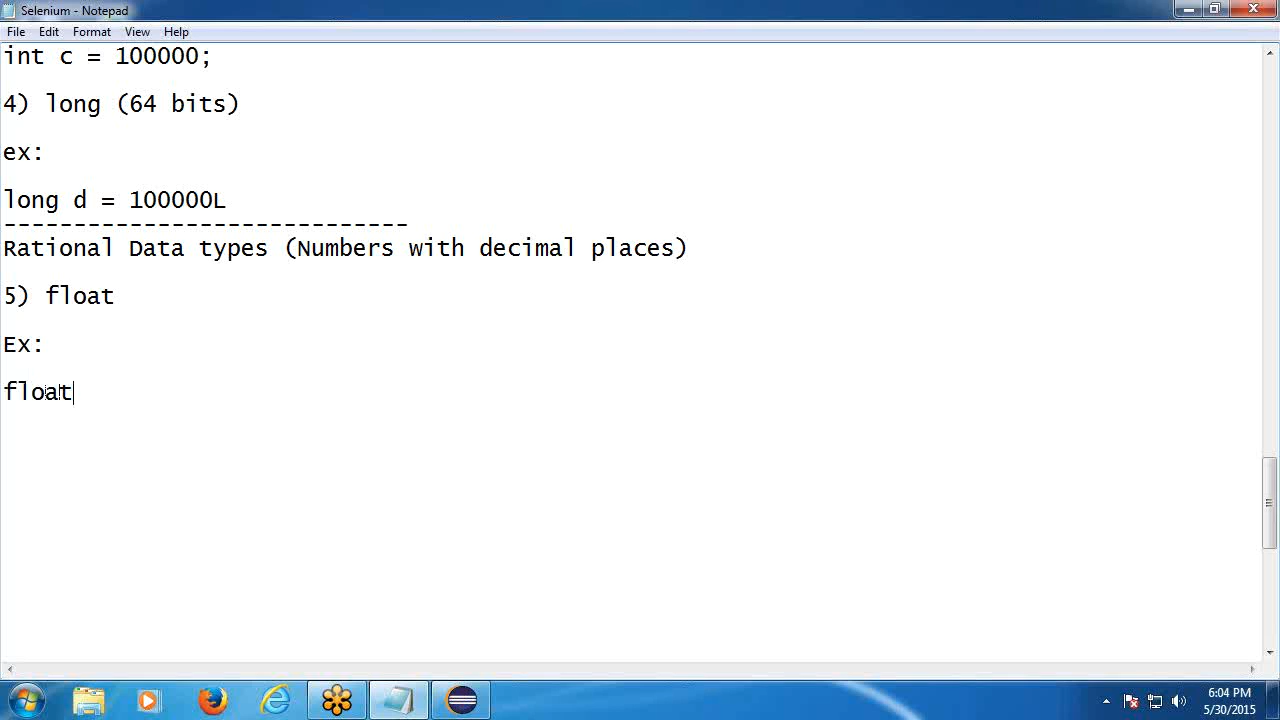 Selenium - Notepad
File Edit Format View Help
int c = 100000;
4) long (64 bits)
ex:
long d = 100000L
-----------------------------
Rational Data types (Numbers with decimal places)
5) float
Ex:
float
6:04 PM
5/30/2015